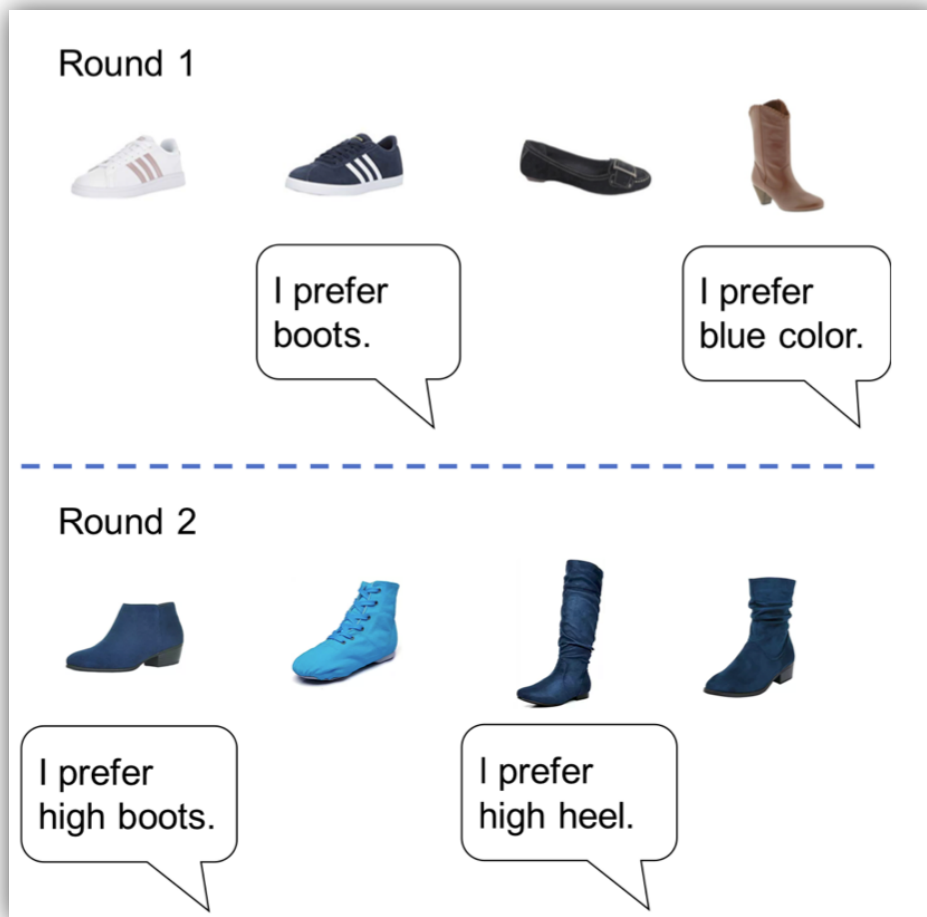 Round 1
I prefer
boots.
I prefer
blue color.
Round 2
I prefer
high boots.
I prefer
high heel.